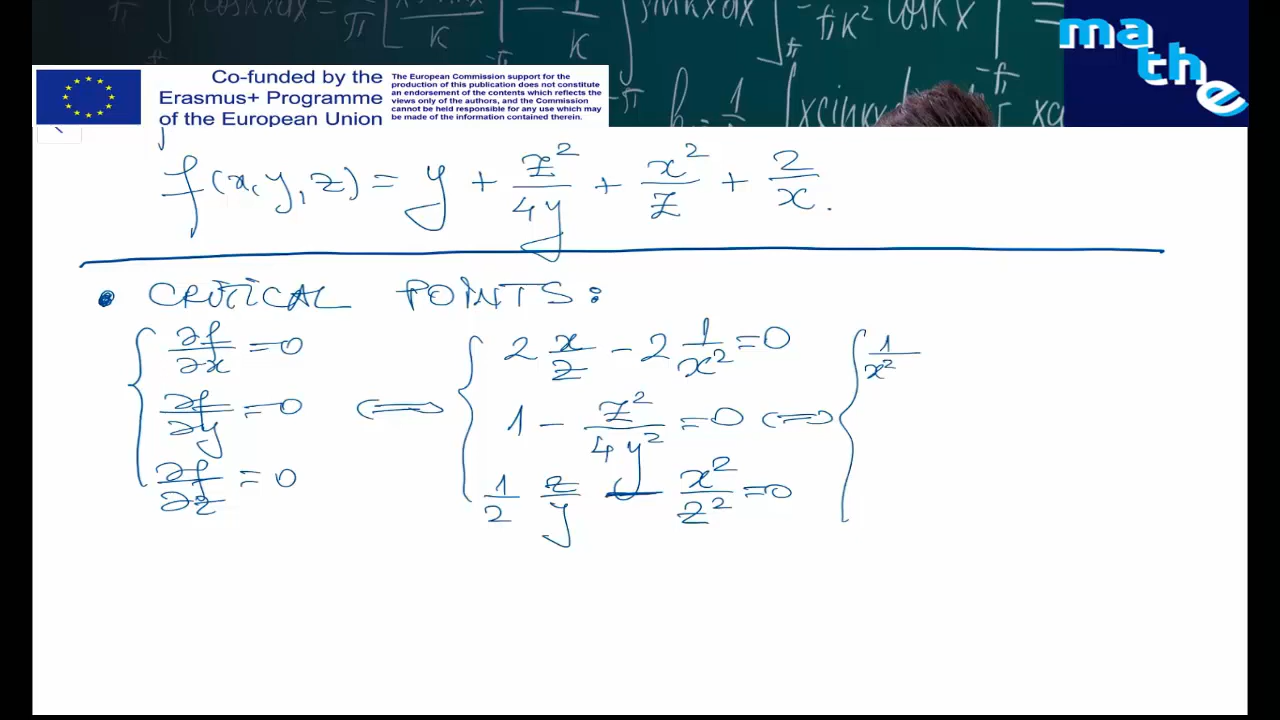 mathe
Co-funded by the
Erasmus+ Programme
of the European Union
The European Commission support for the
production of this publication does not constitute
an endorsement of the contents which reflects the
views only of the authors, and the Commission
cannot be held responsible for any use which may
be made of the information contained therein.
f(x,y,z) = y + z²/4y + x²/z + 2/x.
• CRITICAL POINTS:
{ ∂f/∂x = 0
∂f/∂y = 0
∂f/∂z = 0
⟺
{ 2 x/z - 2 1/x² = 0
1 - z²/4y² = 0
1/2 z/y - x²/z² = 0
⟺
{ 1/x²